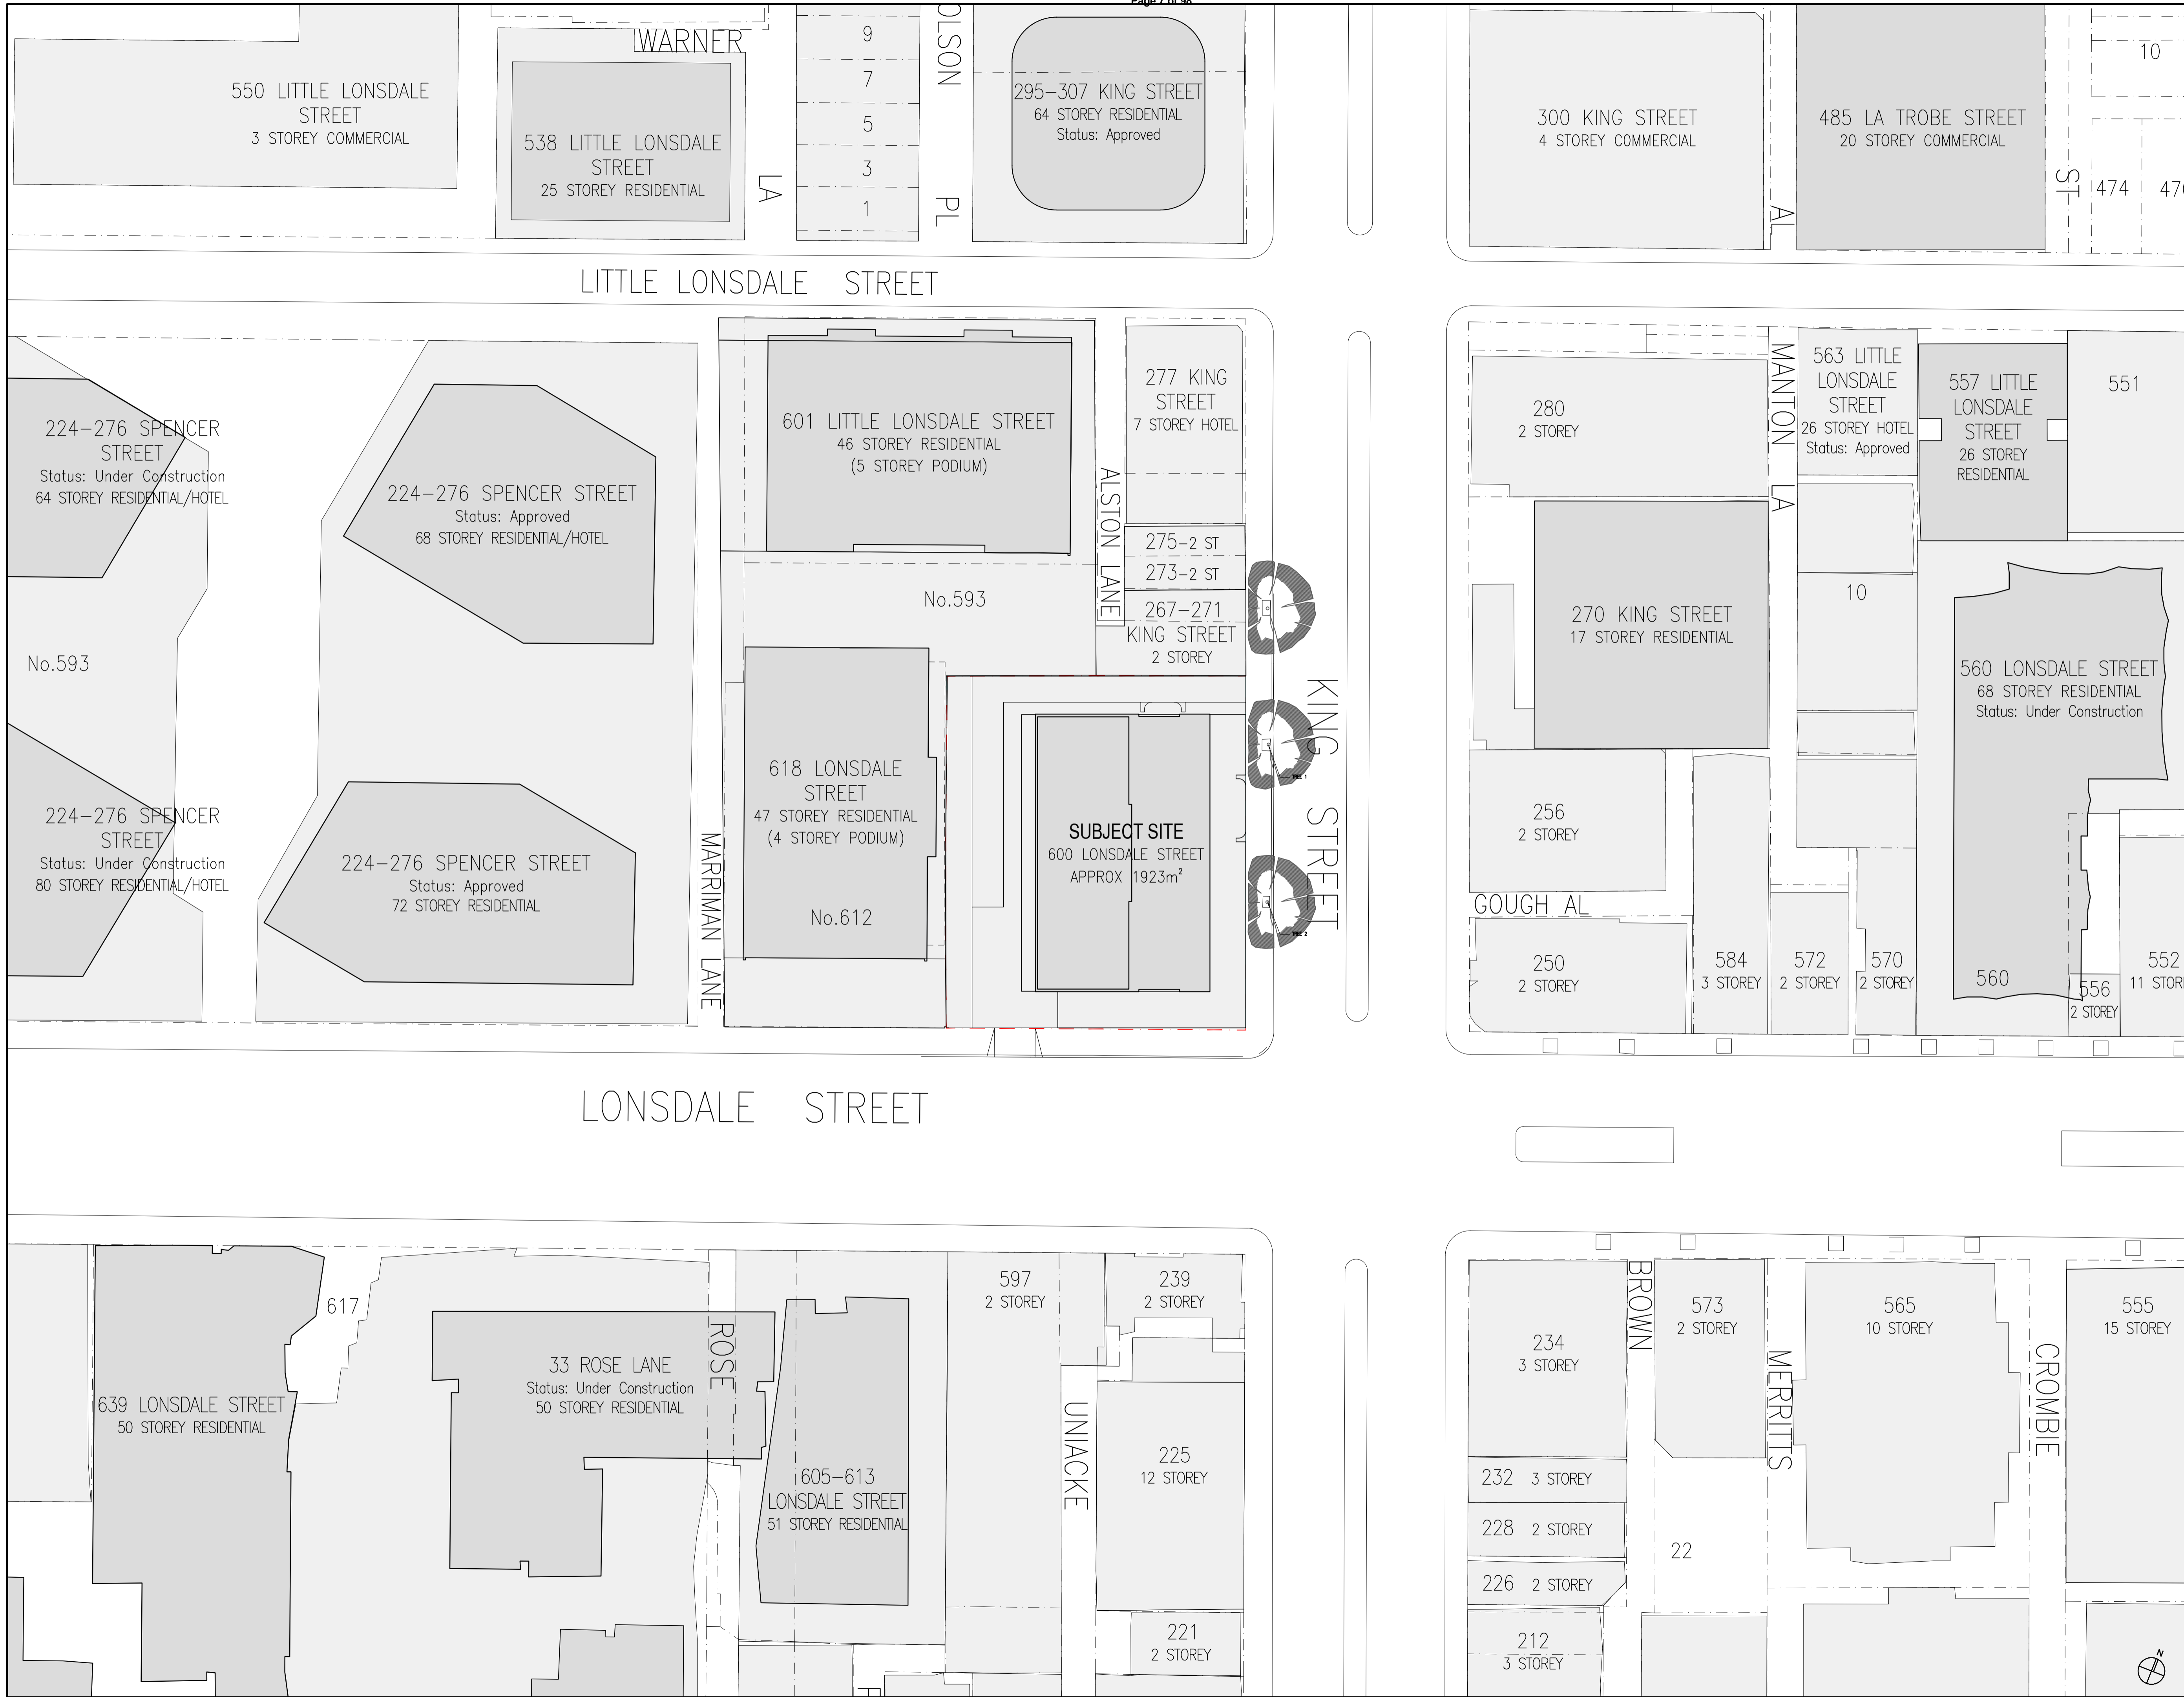 Page 7 of 98
WARNER
LA
550 LITTLE LONSDALE
STREET
3 STOREY COMMERCIAL
538 LITTLE LONSDALE
STREET
25 STOREY RESIDENTIAL
9
7
5
3
1
OLSON
PL
295-307 KING STREET
64 STOREY RESIDENTIAL
Status: Approved
300 KING STREET
4 STOREY COMMERCIAL
AL
485 LA TROBE STREET
20 STOREY COMMERCIAL
ST
10
474
LITTLE LONSDALE STREET
224-276 SPENCER
STREET
Status: Under Construction
64 STOREY RESIDENTIAL/HOTEL
224-276 SPENCER STREET
Status: Approved
68 STOREY RESIDENTIAL/HOTEL
601 LITTLE LONSDALE STREET
46 STOREY RESIDENTIAL
(5 STOREY PODIUM)
ALSTON LANE
277 KING
STREET
7 STOREY HOTEL
275-2 ST
273-2 ST
267-271
KING STREET
2 STOREY
No.593
No.593
280
2 STOREY
MANTON LA
563 LITTLE
LONSDALE
STREET
26 STOREY HOTEL
Status: Approved
557 LITTLE
LONSDALE
STREET
26 STOREY
RESIDENTIAL
551
270 KING STREET
17 STOREY RESIDENTIAL
10
560 LONSDALE STREET
68 STOREY RESIDENTIAL
Status: Under Construction
KING STREET
TREE 1
TREE 2
224-276 SPENCER
STREET
Status: Under Construction
80 STOREY RESIDENTIAL/HOTEL
224-276 SPENCER STREET
Status: Approved
72 STOREY RESIDENTIAL
MARRIMAN LANE
618 LONSDALE
STREET
47 STOREY RESIDENTIAL
(4 STOREY PODIUM)
No.612
SUBJECT SITE
600 LONSDALE STREET
APPROX 1923m²
256
2 STOREY
GOUGH AL
250
2 STOREY
584
3 STOREY
572
2 STOREY
570
2 STOREY
560
556
2 STOREY
552
11 STOR
LONSDALE STREET
639 LONSDALE STREET
50 STOREY RESIDENTIAL
617
33 ROSE LANE
Status: Under Construction
50 STOREY RESIDENTIAL
ROSE
605-613
LONSDALE STREET
51 STOREY RESIDENTIAL
597
2 STOREY
UNIACKE
239
2 STOREY
225
12 STOREY
221
2 STOREY
234
3 STOREY
232 3 STOREY
228 2 STOREY
226 2 STOREY
212
3 STOREY
BROWN
573
2 STOREY
22
MERRITTS
565
10 STOREY
CROMBIE
555
15 STOREY
N